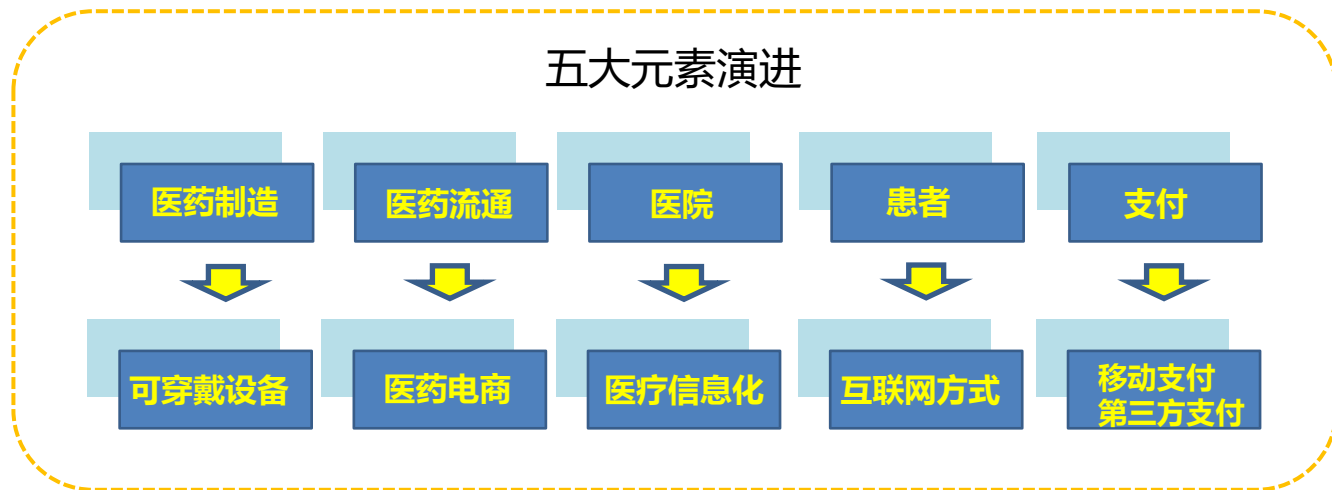 五大元素演进
医药制造
医药流通
医院
患者
支付
可穿戴设备
医药电商
医疗信息化
互联网方式
移动支付
第三方支付